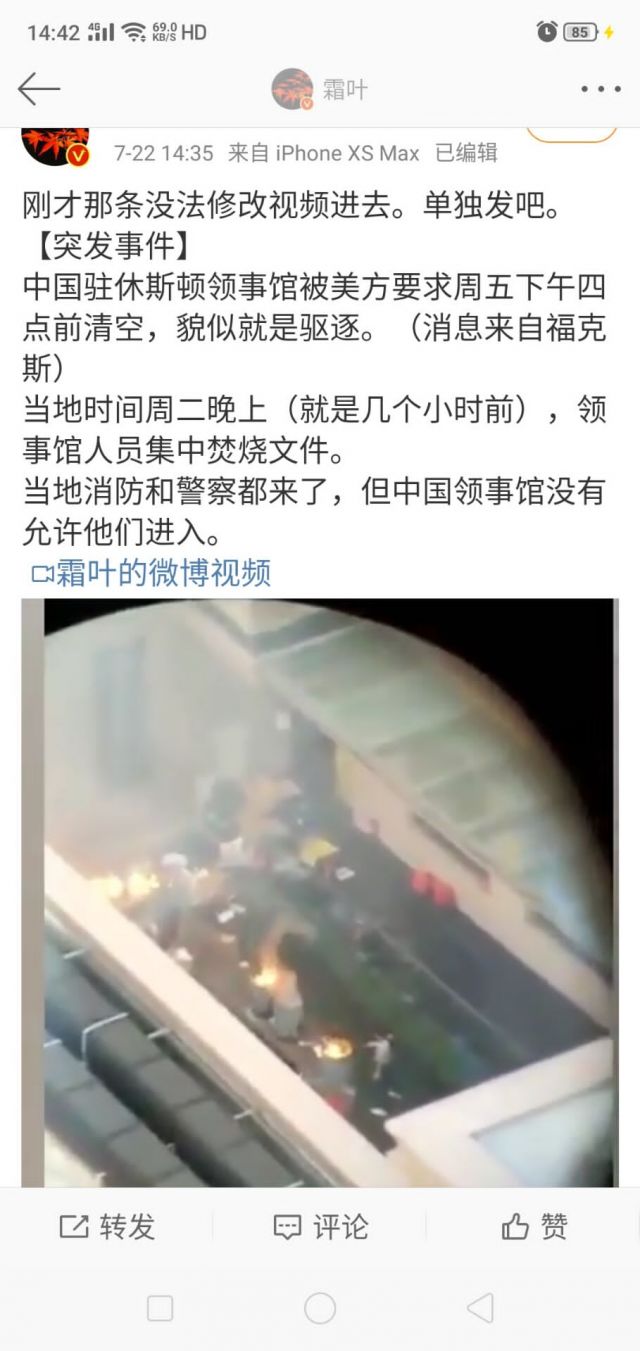 14:42 4G 69.0 KB/S HD 85
霜叶
7-22 14:35 来自 iPhone XS Max 已编辑
刚才那条没法修改视频进去。单独发吧。
【突发事件】
中国驻休斯顿领事馆被美方要求周五下午四
点前清空，貌似就是驱逐。（消息来自福克
斯）
当地时间周二晚上（就是几个小时前），领
事馆人员集中焚烧文件。
当地消防和警察都来了，但中国领事馆没有
允许他们进入。
霜叶的微博视频
转发 评论 赞